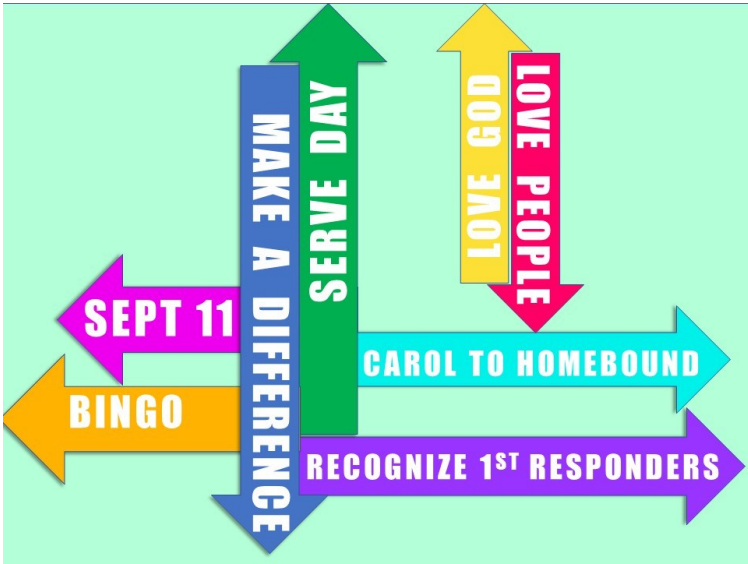 MAKE A DIFFERENCE
SERVE DAY
LOVE GOD
LOVE PEOPLE
SEPT 11
CAROL TO HOMEBOUND
BINGO
RECOGNIZE 1ST RESPONDERS